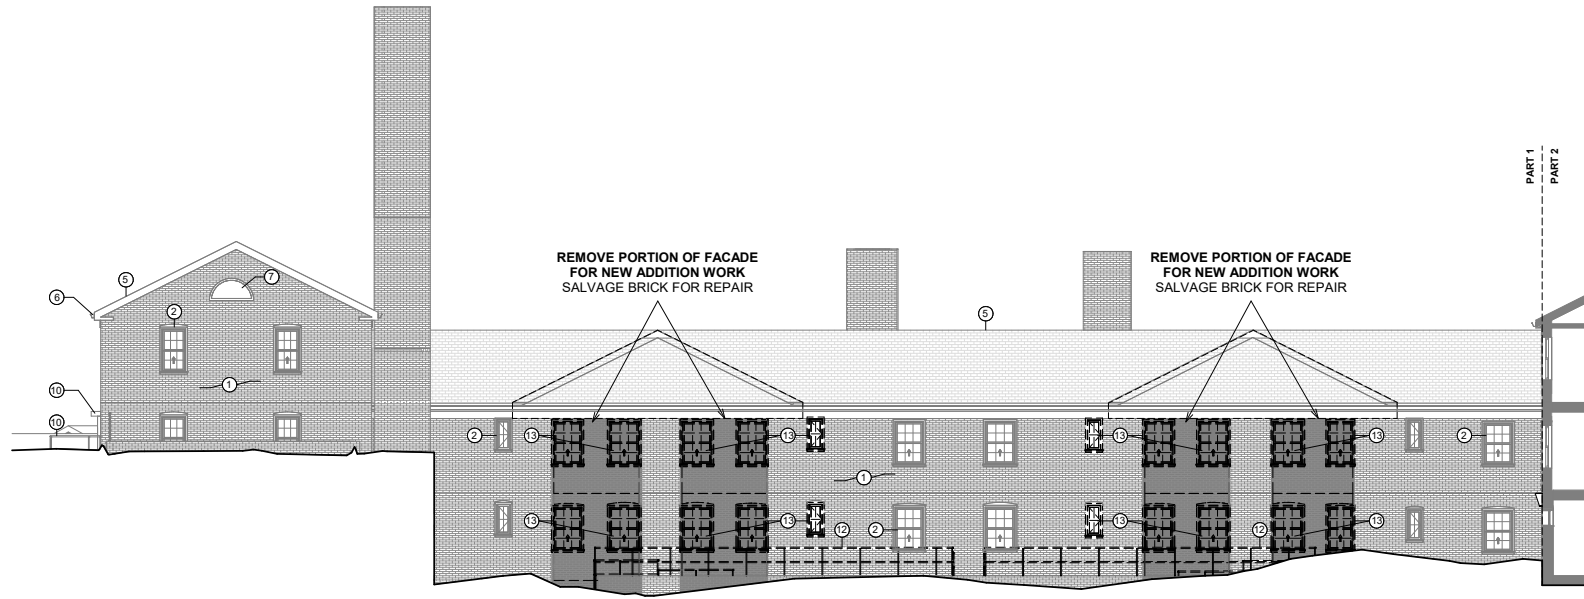 PART 1
PART 2
REMOVE PORTION OF FACADE
FOR NEW ADDITION WORK
SALVAGE BRICK FOR REPAIR
REMOVE PORTION OF FACADE
FOR NEW ADDITION WORK
SALVAGE BRICK FOR REPAIR
5
7
6
2
5
1
10
10
2
13
13
13
13
2
1
13
13
12
2
13
12
13